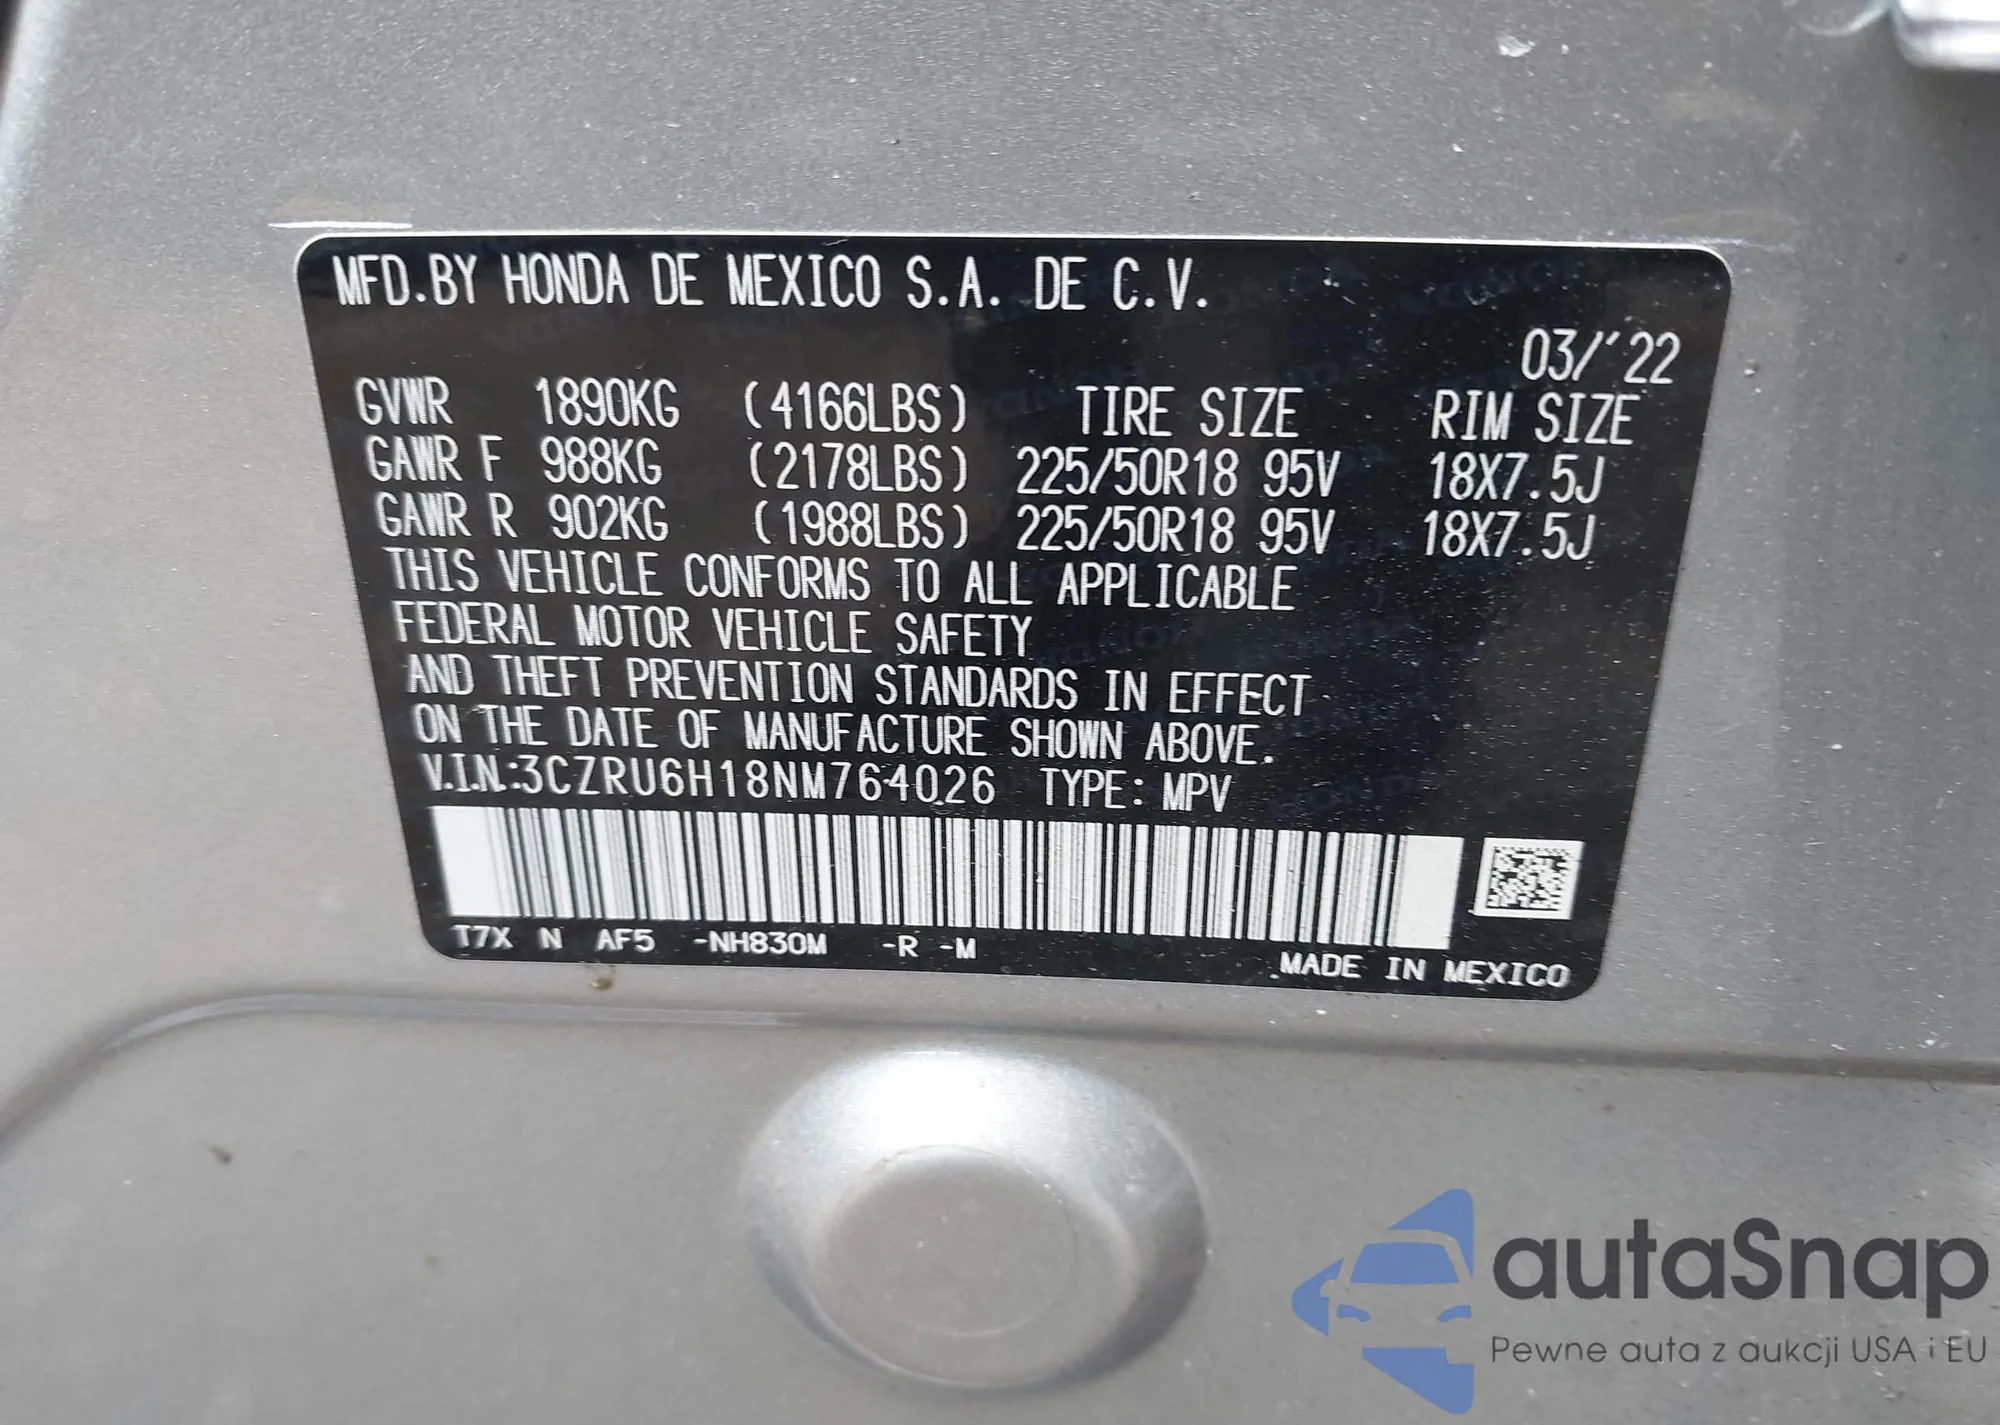 MFD.BY HONDA DE MEXICO S.A. DE C.V.
03/'22
GVWR 1890KG (4166LBS) TIRE SIZE RIM SIZE
GAWR F 988KG (2178LBS) 225/50R18 95V 18X7.5J
GAWR R 902KG (1988LBS) 225/50R18 95V 18X7.5J
THIS VEHICLE CONFORMS TO ALL APPLICABLE
FEDERAL MOTOR VEHICLE SAFETY
AND THEFT PREVENTION STANDARDS IN EFFECT
ON THE DATE OF MANUFACTURE SHOWN ABOVE.
V.I.N.:3CZRU6H18NM764026 TYPE: MPV
T7X N AF5 -NH830M -R -M
MADE IN MEXICO
autaSnap
Pewne auta z aukcji USA i EU